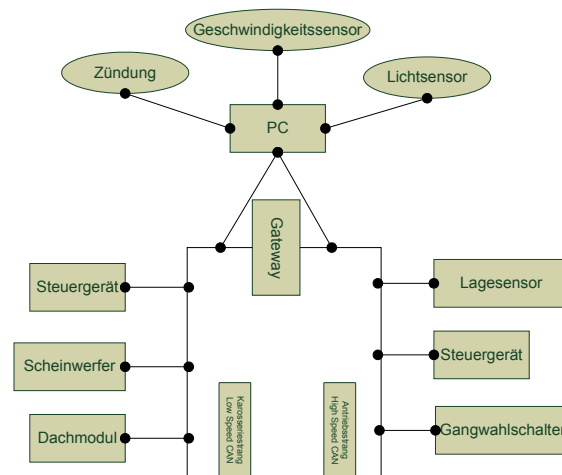 Geschwindigkeitssensor
Zündung
Lichtsensor
PC
Gateway
Steuergerät
Lagesensor
Scheinwerfer
Steuergerät
Dachmodul
Karosseriestrang
Low Speed CAN
Antriebsstrang
High Speed CAN
Gangwahlschalter